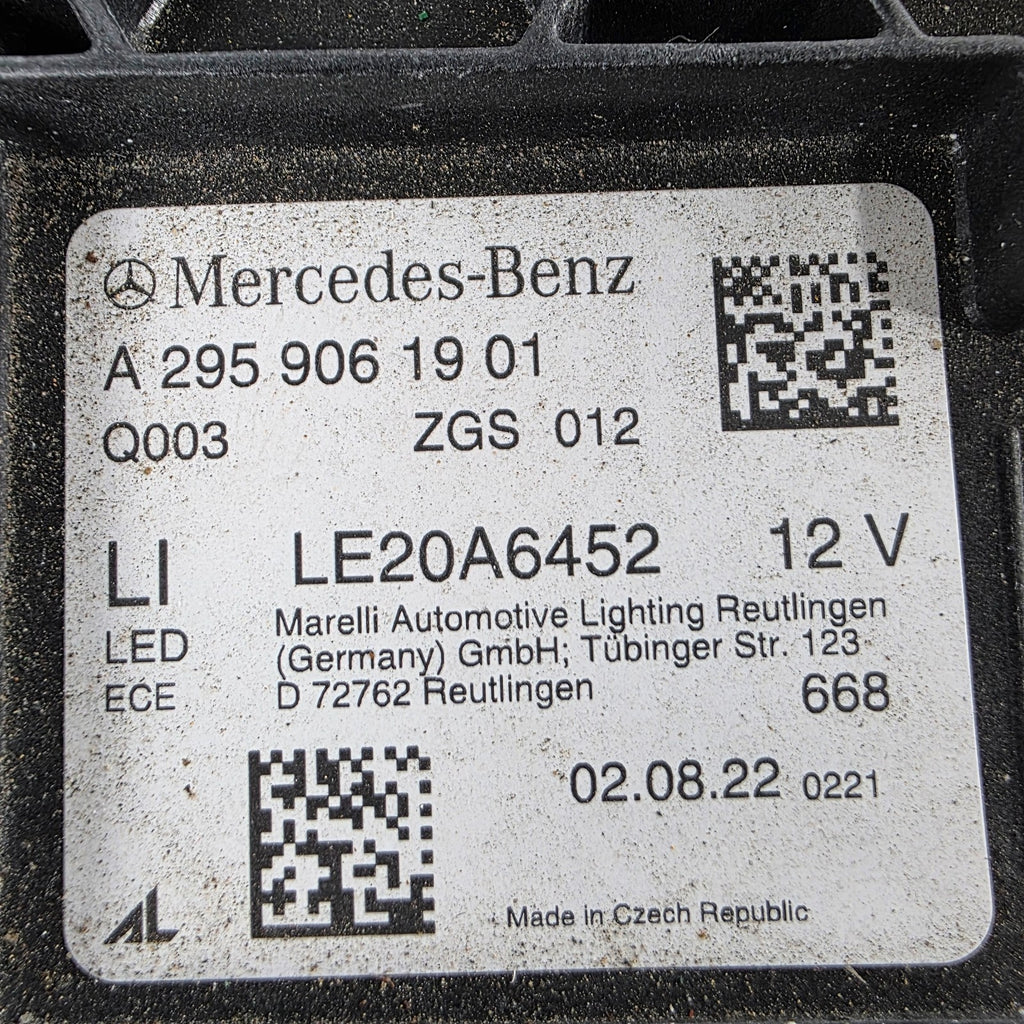 Mercedes-Benz
A 295 906 19 01
Q003 ZGS 012
LI LE20A6452 12 V
LED
ECE
Marelli Automotive Lighting Reutlingen
(Germany) GmbH; Tübinger Str. 123
D 72762 Reutlingen
668
02.08.22 0221
AL
Made in Czech Republic